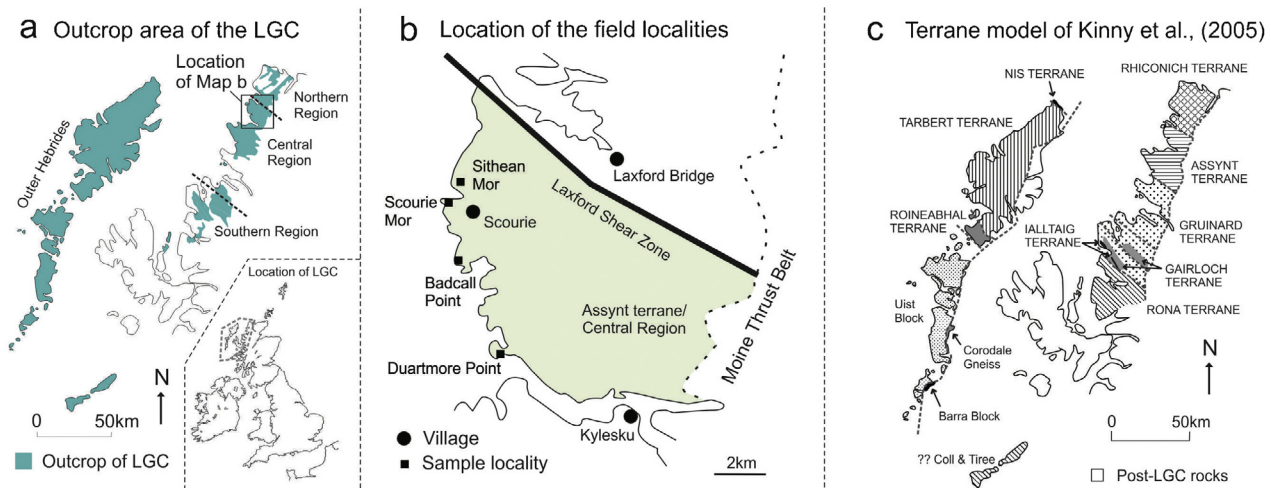 a Outcrop area of the LGC
Location
of Map b
Northern
Region
Central
Region
Outer Hebrides
Southern Region
Location of LGC
N
0 50km
Outcrop of LGC
b Location of the field localities
Laxford Bridge
Laxford Shear Zone
Sithean
Mor
Scourie
Mor
Scourie
Badcall
Point
Assynt terrane/
Central Region
Moine Thrust Belt
Duartmore Point
Kylesku
Village
Sample locality
2km
c Terrane model of Kinny et al., (2005)
NIS TERRANE
RHICONICH TERRANE
TARBERT TERRANE
ASSYNT
TERRANE
ROINEABHAL
TERRANE
IALLTAIG
TERRANE
GRUINARD
TERRANE
GAIRLOCH
TERRANE
RONA TERRANE
Uist
Block
Corodale
Gneiss
Barra Block
N
0 50km
?? Coll & Tiree
Post-LGC rocks